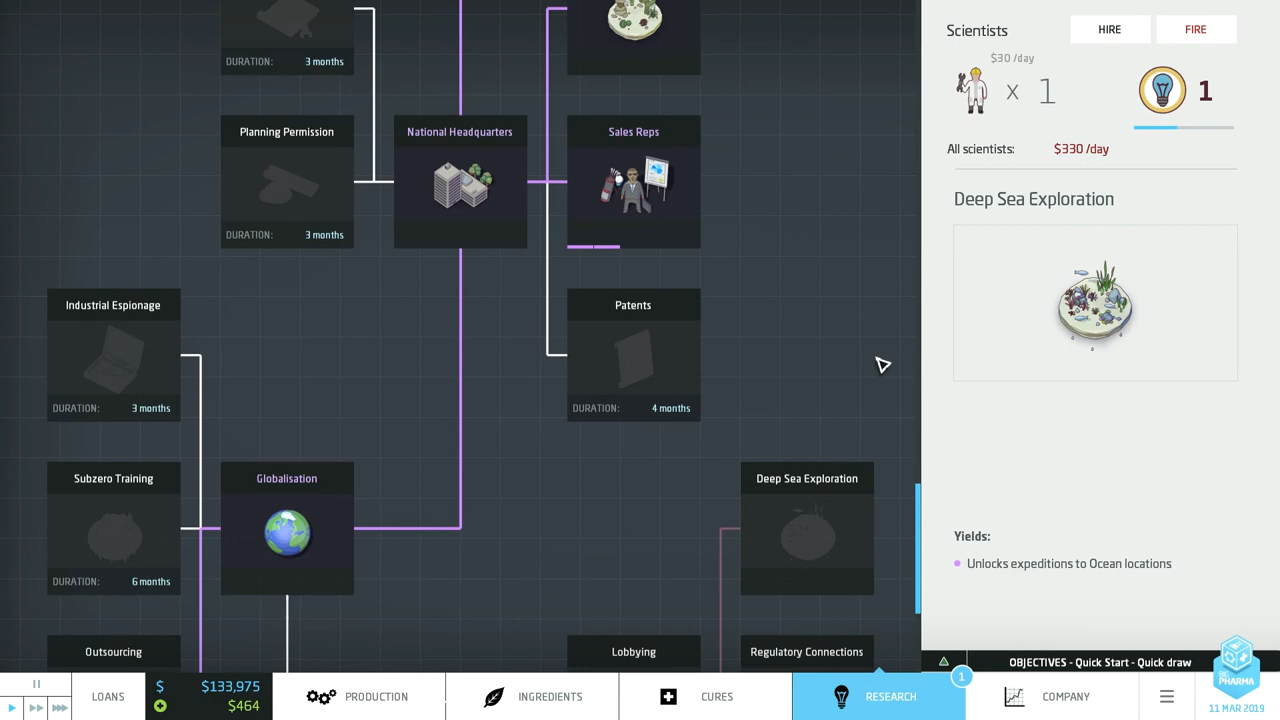 DURATION: 3 months
Planning Permission
DURATION: 3 months
National Headquarters
Sales Reps
Industrial Espionage
DURATION: 3 months
Patents
DURATION: 4 months
Subzero Training
DURATION: 6 months
Globalisation
Deep Sea Exploration
Outsourcing
Lobbying
Regulatory Connections
Scientists
HIRE
FIRE
$30 /day
X 1
1
All scientists: $330 /day
Deep Sea Exploration
Yields:
Unlocks expeditions to Ocean locations
OBJECTIVES - Quick Start - Quick draw
LOANS
$ $133,975
$464
PRODUCTION
INGREDIENTS
CURES
RESEARCH
1
COMPANY
BIG PHARMA
11 MAR 2019